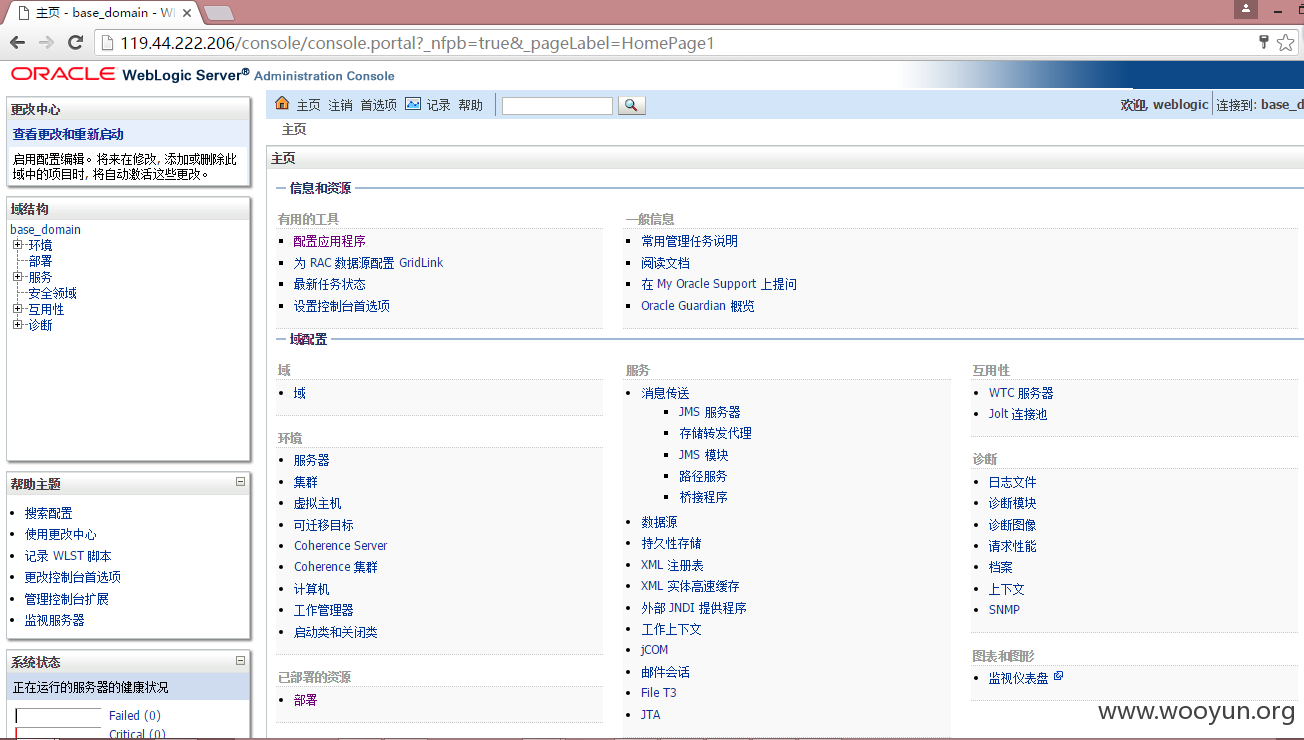 主页 - base_domain - W
119.44.222.206/console/console.portal?_nfpb=true&_pageLabel=HomePage1
ORACLE WebLogic Server® Administration Console
更改中心
查看更改和重新启动
启用配置编辑。将来在修改, 添加或删除此
域中的项目时, 将自动激活这些更改。
域结构
base_domain
环境
部署
服务
安全领域
互用性
诊断
帮助主题
搜索配置
使用更改中心
记录 WLST 脚本
更改控制台首选项
管理控制台扩展
监视服务器
系统状态
正在运行的服务器的健康状况
Failed (0)
Critical (0)
主页 注销 首选项 记录 帮助
欢迎, weblogic 连接到: base_d
主页
主页
信息和资源
有用的工具
配置应用程序
为 RAC 数据源配置 GridLink
最新任务状态
设置控制台首选项
一般信息
常用管理任务说明
阅读文档
在 My Oracle Support 上提问
Oracle Guardian 概览
域配置
域
域
环境
服务器
集群
虚拟主机
可迁移目标
Coherence Server
Coherence 集群
计算机
工作管理器
启动类和关闭类
已部署的资源
部署
服务
消息传送
JMS 服务器
存储转发代理
JMS 模块
路径服务
桥接程序
数据源
持久性存储
XML 注册表
XML 实体高速缓存
外部 JNDI 提供程序
工作上下文
jCOM
邮件会话
File T3
JTA
互用性
WTC 服务器
Jolt 连接池
诊断
日志文件
诊断模块
诊断图像
请求性能
档案
上下文
SNMP
图表和图形
监视仪表盘
www.wooyun.org